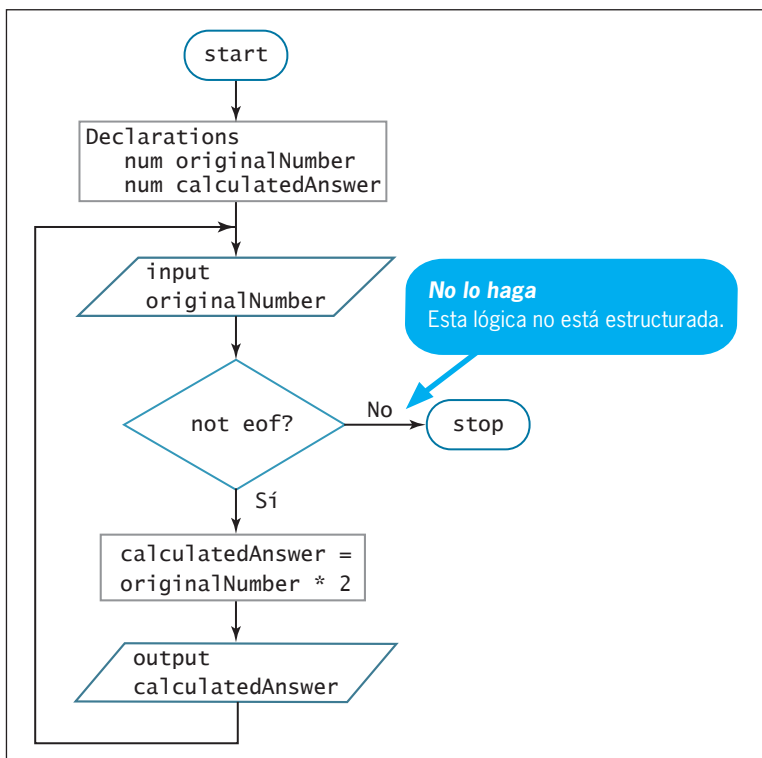 start
Declarations
num originalNumber
num calculatedAnswer
input
originalNumber
No lo haga
Esta lógica no está estructurada.
not eof?
No
stop
Sí
calculatedAnswer =
originalNumber * 2
output
calculatedAnswer